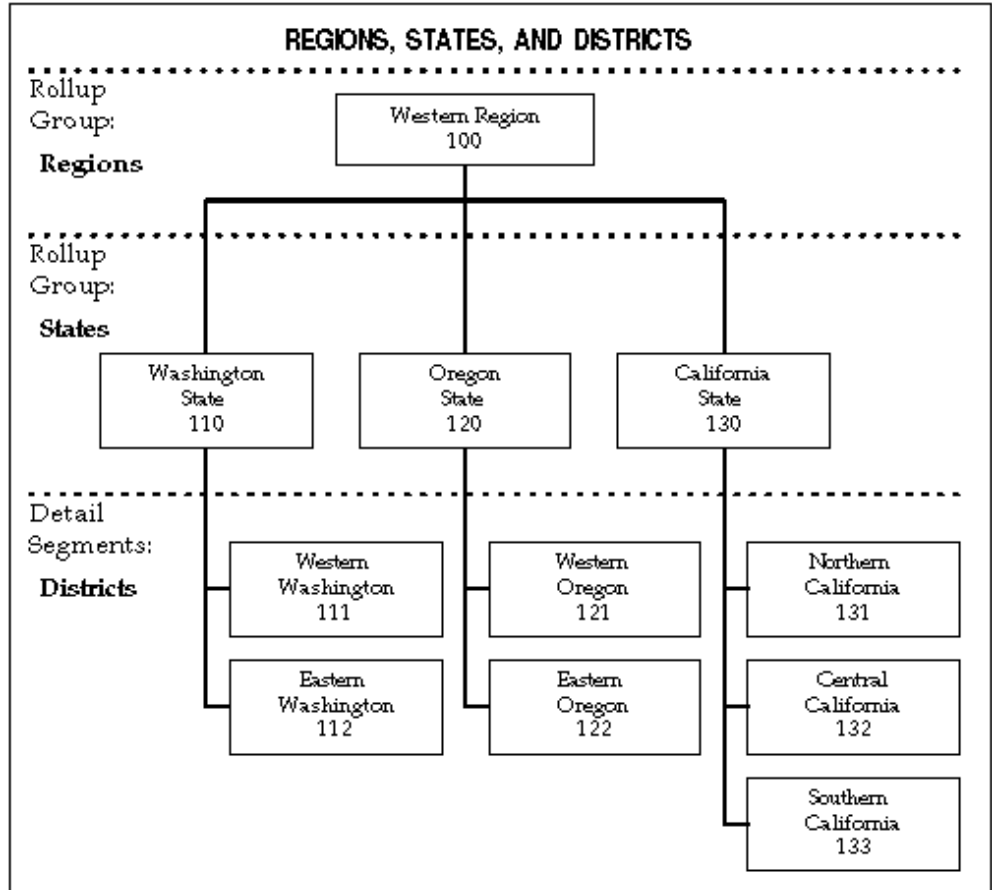 REGIONS, STATES, AND DISTRICTS
Rollup
Group:
Regions
Western Region
100
Rollup
Group:
States
Washington
State
110
Oregon
State
120
California
State
130
Detail
Segments:
Districts
Western
Washington
111
Western
Oregon
121
Northern
California
131
Eastern
Washington
112
Eastern
Oregon
122
Central
California
132
Southern
California
133